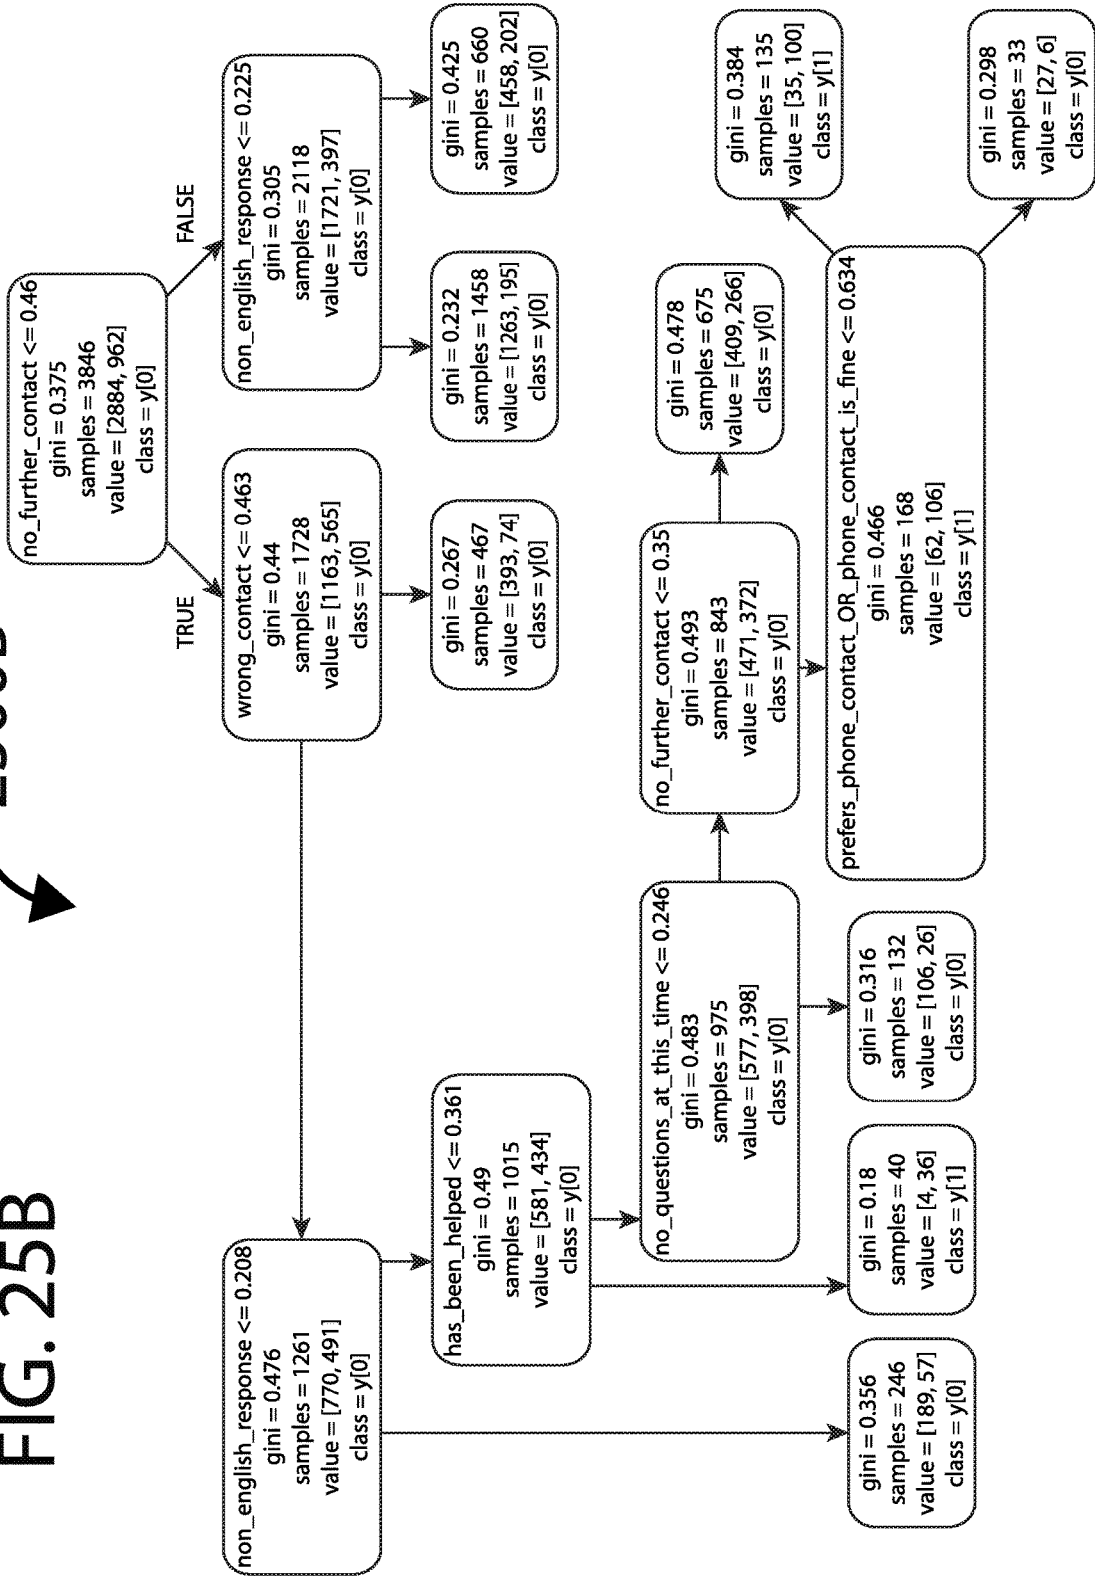 FIG. 25B
no_further_contact <= 0.46
gini = 0.375
samples = 3846
value = [2884, 962]
class = y[0]
TRUE
FALSE
non_english_response <= 0.208
gini = 0.476
samples = 1261
value = [770, 491]
class = y[0]
wrong_contact <= 0.463
gini = 0.44
samples = 1728
value = [1163, 565]
class = y[0]
non_english_response <= 0.225
gini = 0.305
samples = 2118
value = [1721, 397]
class = y[0]
has_been_helped <= 0.361
gini = 0.49
samples = 1015
value = [581, 434]
class = y[0]
gini = 0.267
samples = 467
value = [393, 74]
class = y[0]
gini = 0.232
samples = 1458
value = [1263, 195]
class = y[0]
gini = 0.425
samples = 660
value = [458, 202]
class = y[0]
no_questions_at_this_time <= 0.246
gini = 0.483
samples = 975
value = [577, 398]
class = y[0]
no_further_contact <= 0.35
gini = 0.493
samples = 843
value = [471, 372]
class = y[0]
gini = 0.478
samples = 675
value = [409, 266]
class = y[0]
gini = 0.384
samples = 135
value = [35, 100]
class = y[1]
gini = 0.356
samples = 246
value = [189, 57]
class = y[0]
gini = 0.18
samples = 40
value = [4, 36]
class = y[1]
gini = 0.316
samples = 132
value = [106, 26]
class = y[0]
prefers_phone_contact_OR_phone_contact_is_fine <= 0.634
gini = 0.466
samples = 168
value = [62, 106]
class = y[1]
gini = 0.298
samples = 33
value = [27, 6]
class = y[0]